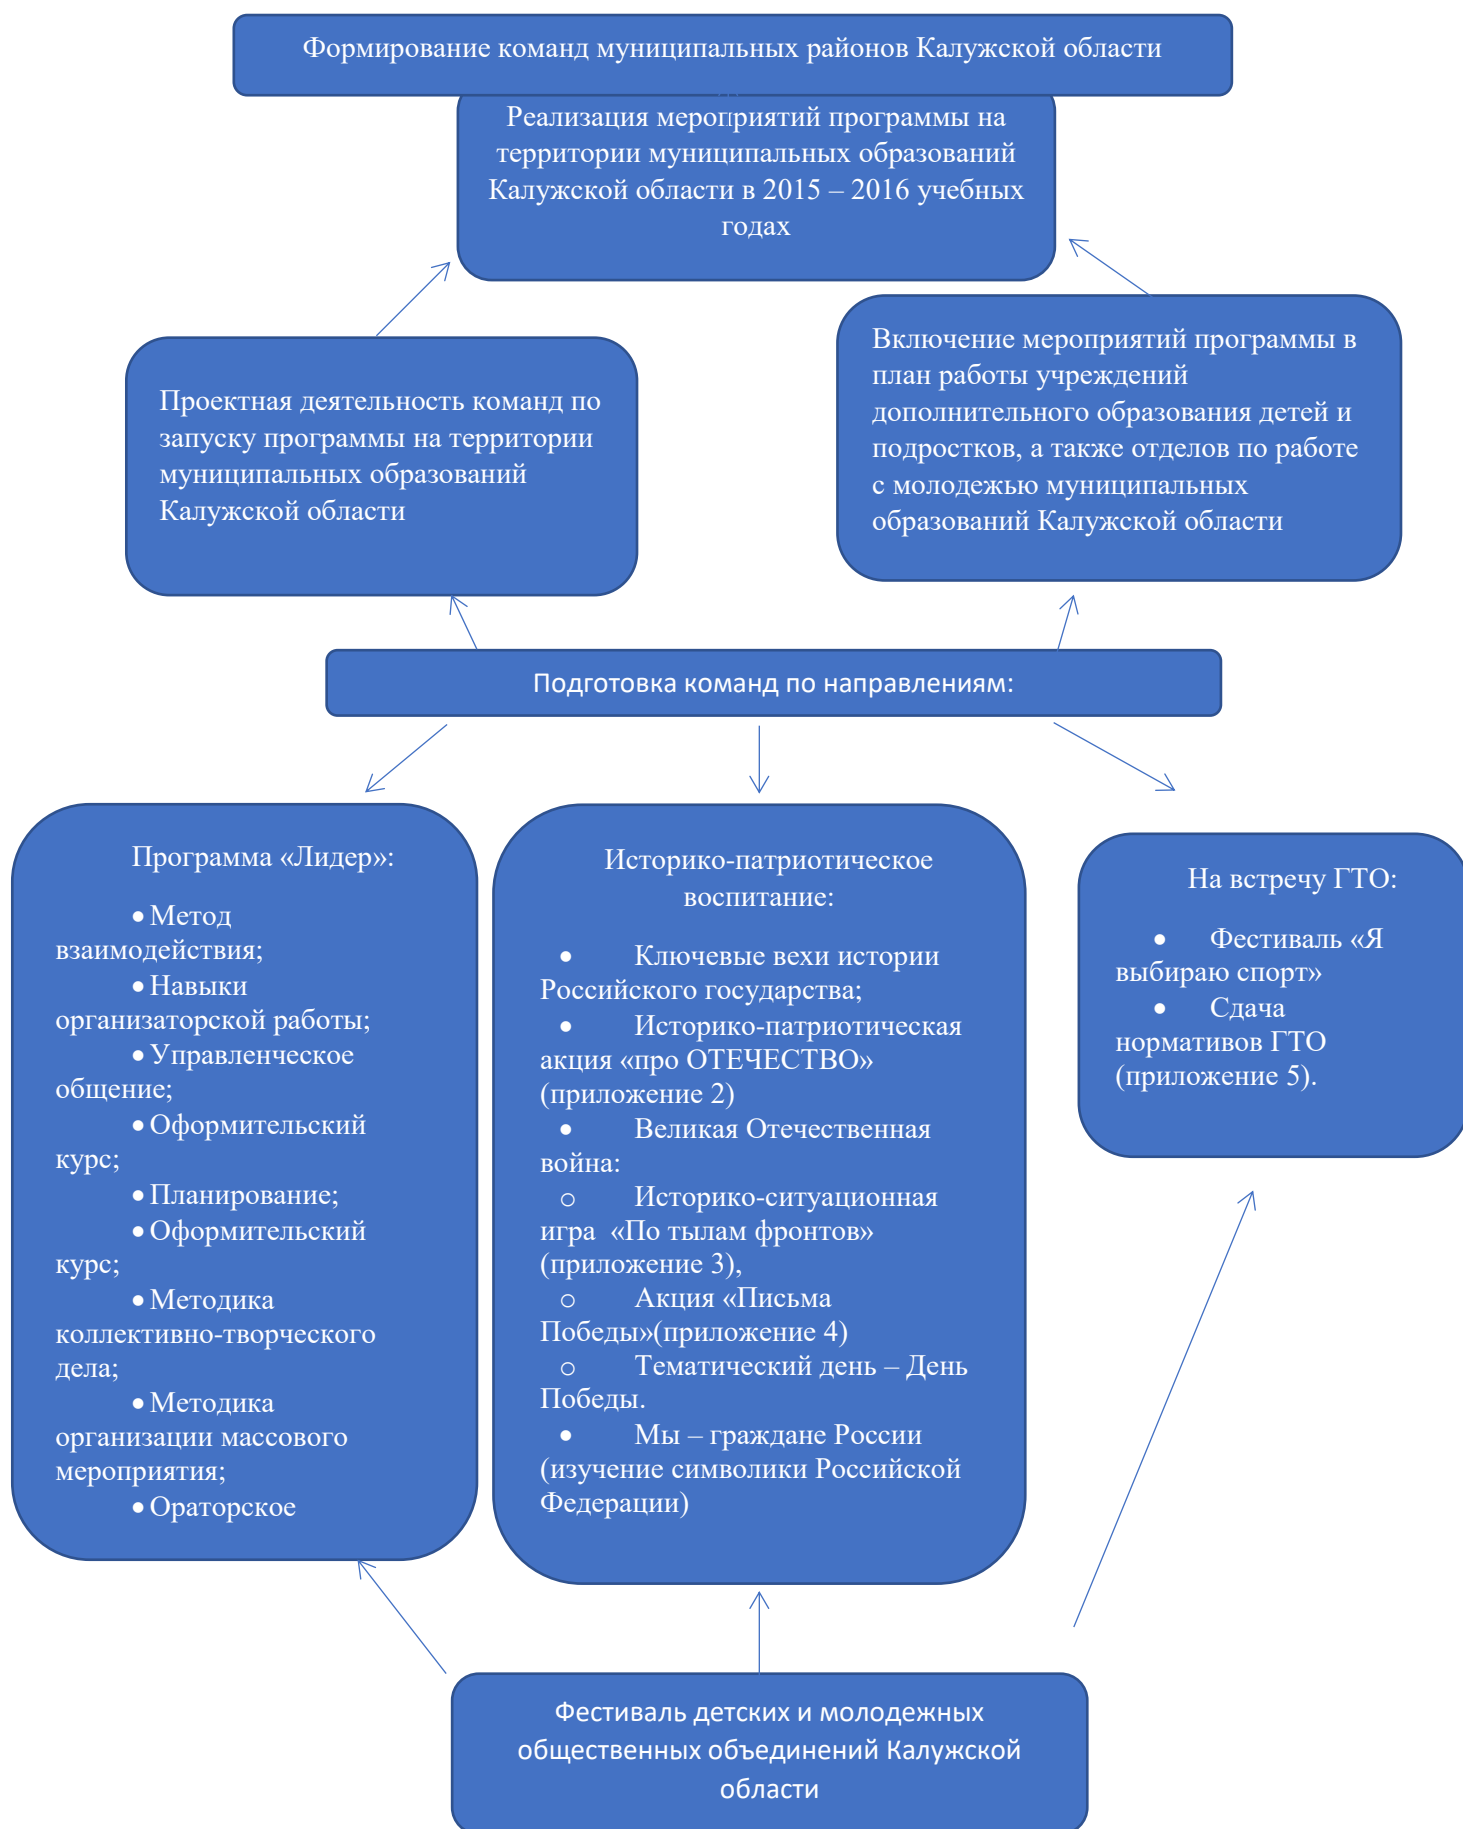 Формирование команд муниципальных районов Калужской области
Реализация мероприятий программы на
территории муниципальных образований
Калужской области в 2015 – 2016 учебных
годах
Проектная деятельность команд по
запуску программы на территории
муниципальных образований
Калужской области
Включение мероприятий программы в
план работы учреждений
дополнительного образования детей и
подростков, а также отделов по работе
с молодежью муниципальных
образований Калужской области
Подготовка команд по направлениям:
Программа «Лидер»:
• Метод
взаимодействия;
• Навыки
организаторской работы;
• Управленческое
общение;
• Оформительский
курс;
• Планирование;
• Оформительский
курс;
• Методика
коллективно-творческого
дела;
• Методика
организации массового
мероприятия;
• Ораторское
Историко-патриотическое
воспитание:
• Ключевые вехи истории
Российского государства;
• Историко-патриотическая
акция «про ОТЕЧЕСТВО»
(приложение 2)
• Великая Отечественная
война:
o Историко-ситуационная
игра «По тылам фронтов»
(приложение 3),
o Акция «Письма
Победы»(приложение 4)
o Тематический день – День
Победы.
• Мы – граждане России
(изучение символики Российской
Федерации)
На встречу ГТО:
• Фестиваль «Я
выбираю спорт»
• Сдача
нормативов ГТО
(приложение 5).
Фестиваль детских и молодежных
общественных объединений Калужской
области